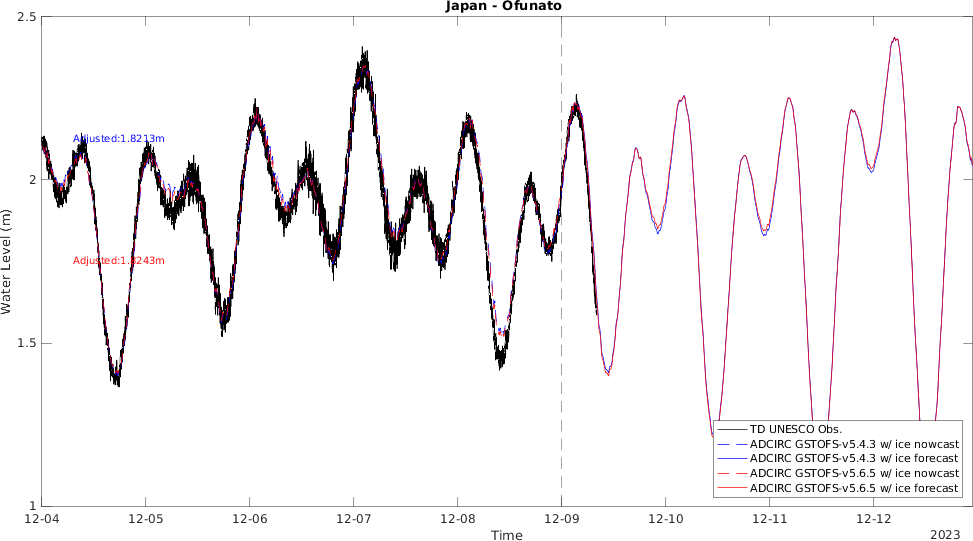 Japan - Ofunato
2.5
2
1.5
1
Water Level (m)
Adjusted:1.8213m
Adjusted:1.8243m
TD UNESCO Obs.
ADCIRC GSTOFS-v5.4.3 w/ ice nowcast
ADCIRC GSTOFS-v5.4.3 w/ ice forecast
ADCIRC GSTOFS-v5.6.5 w/ ice nowcast
ADCIRC GSTOFS-v5.6.5 w/ ice forecast
12-04 12-05 12-06 12-07 12-08 12-09 12-10 12-11 12-12
Time
2023